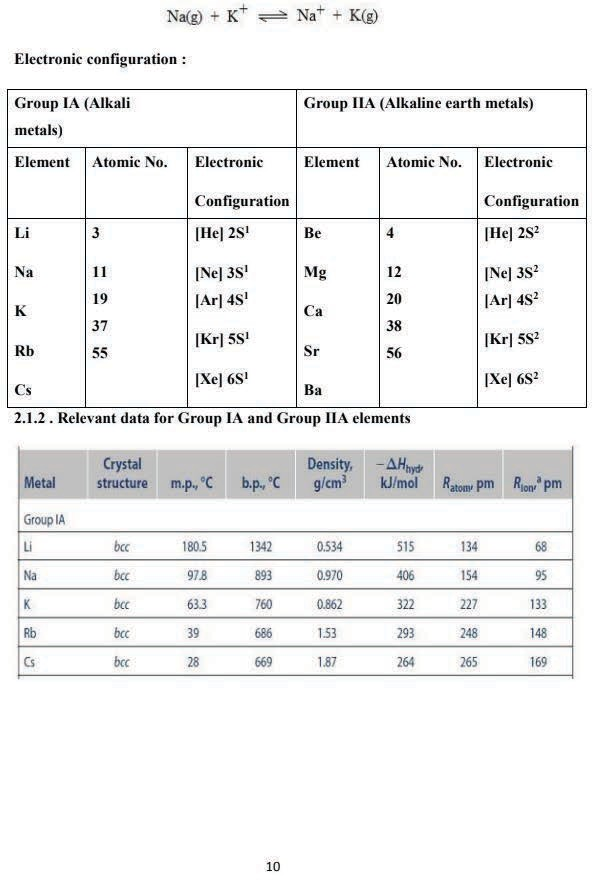 Na(g) + K⁺ ⇌ Na⁺ + K(g)
Electronic configuration :
Group IA (Alkali metals) Group IIA (Alkaline earth metals)
Element Atomic No. Electronic Configuration Element Atomic No. Electronic Configuration
Li 3 [He] 2S¹ Be 4 [He] 2S²
Na 11 [Ne] 3S¹ Mg 12 [Ne] 3S²
K 19 [Ar] 4S¹ Ca 20 [Ar] 4S²
Rb 37 [Kr] 5S¹ Sr 38 [Kr] 5S²
Cs 55 [Xe] 6S¹ Ba 56 [Xe] 6S²
2.1.2 . Relevant data for Group IA and Group IIA elements
Metal Crystal structure m.p., °C b.p., °C Density, g/cm³ −ΔHhyd, kJ/mol Ratom, pm Rion,ᵃ pm
Group IA
Li bcc 180.5 1342 0.534 515 134 68
Na bcc 97.8 893 0.970 406 154 95
K bcc 63.3 760 0.862 322 227 133
Rb bcc 39 686 1.53 293 248 148
Cs bcc 28 669 1.87 264 265 169
10